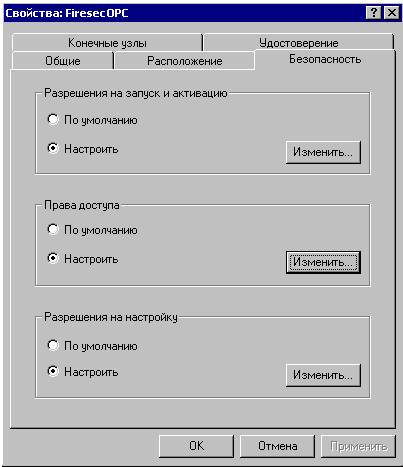 Свойства: FiresecOPC
Конечные узлы Удостоверение
Общие Расположение Безопасность
Разрешения на запуск и активацию
По умолчанию
Настроить Изменить...
Права доступа
По умолчанию
Настроить Изменить...
Разрешения на настройку
По умолчанию
Настроить Изменить...
OK Отмена Применить